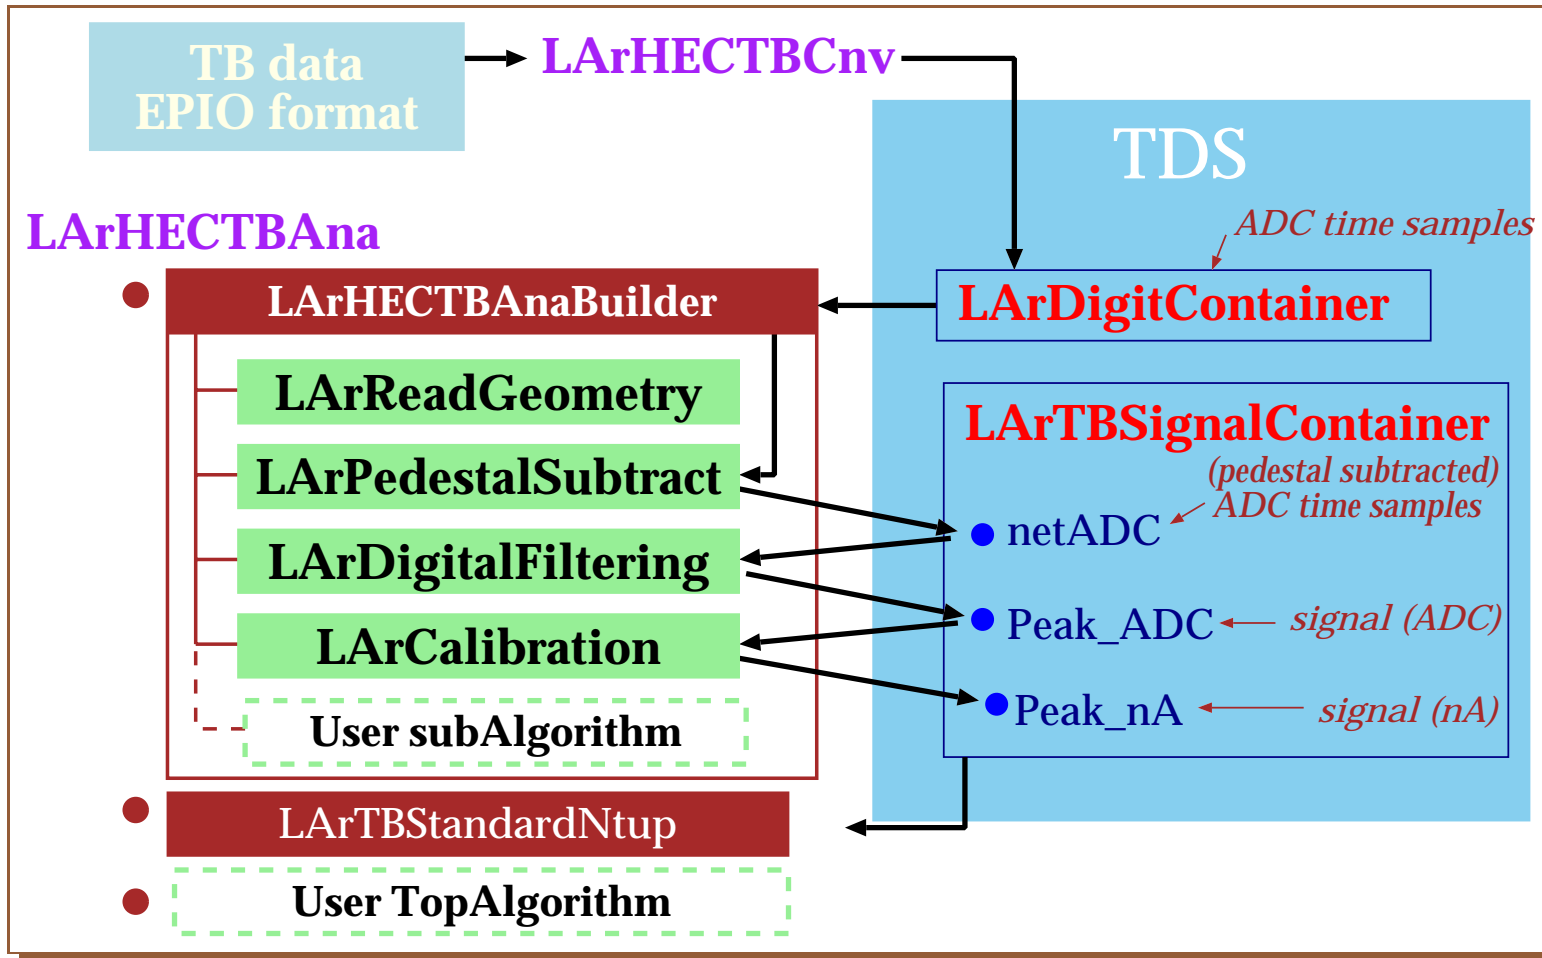 TB data
EPIO format
LArHECTBCnv
TDS
LArHECTBAna
ADC time samples
LArHECTBAnaBuilder
LArDigitContainer
LArReadGeometry
LArPedestalSubtract
LArDigitalFiltering
LArCalibration
User subAlgorithm
LArTBSignalContainer
(pedestal subtracted)
ADC time samples
netADC
Peak_ADC
signal (ADC)
Peak_nA
signal (nA)
LArTBStandardNtup
User TopAlgorithm